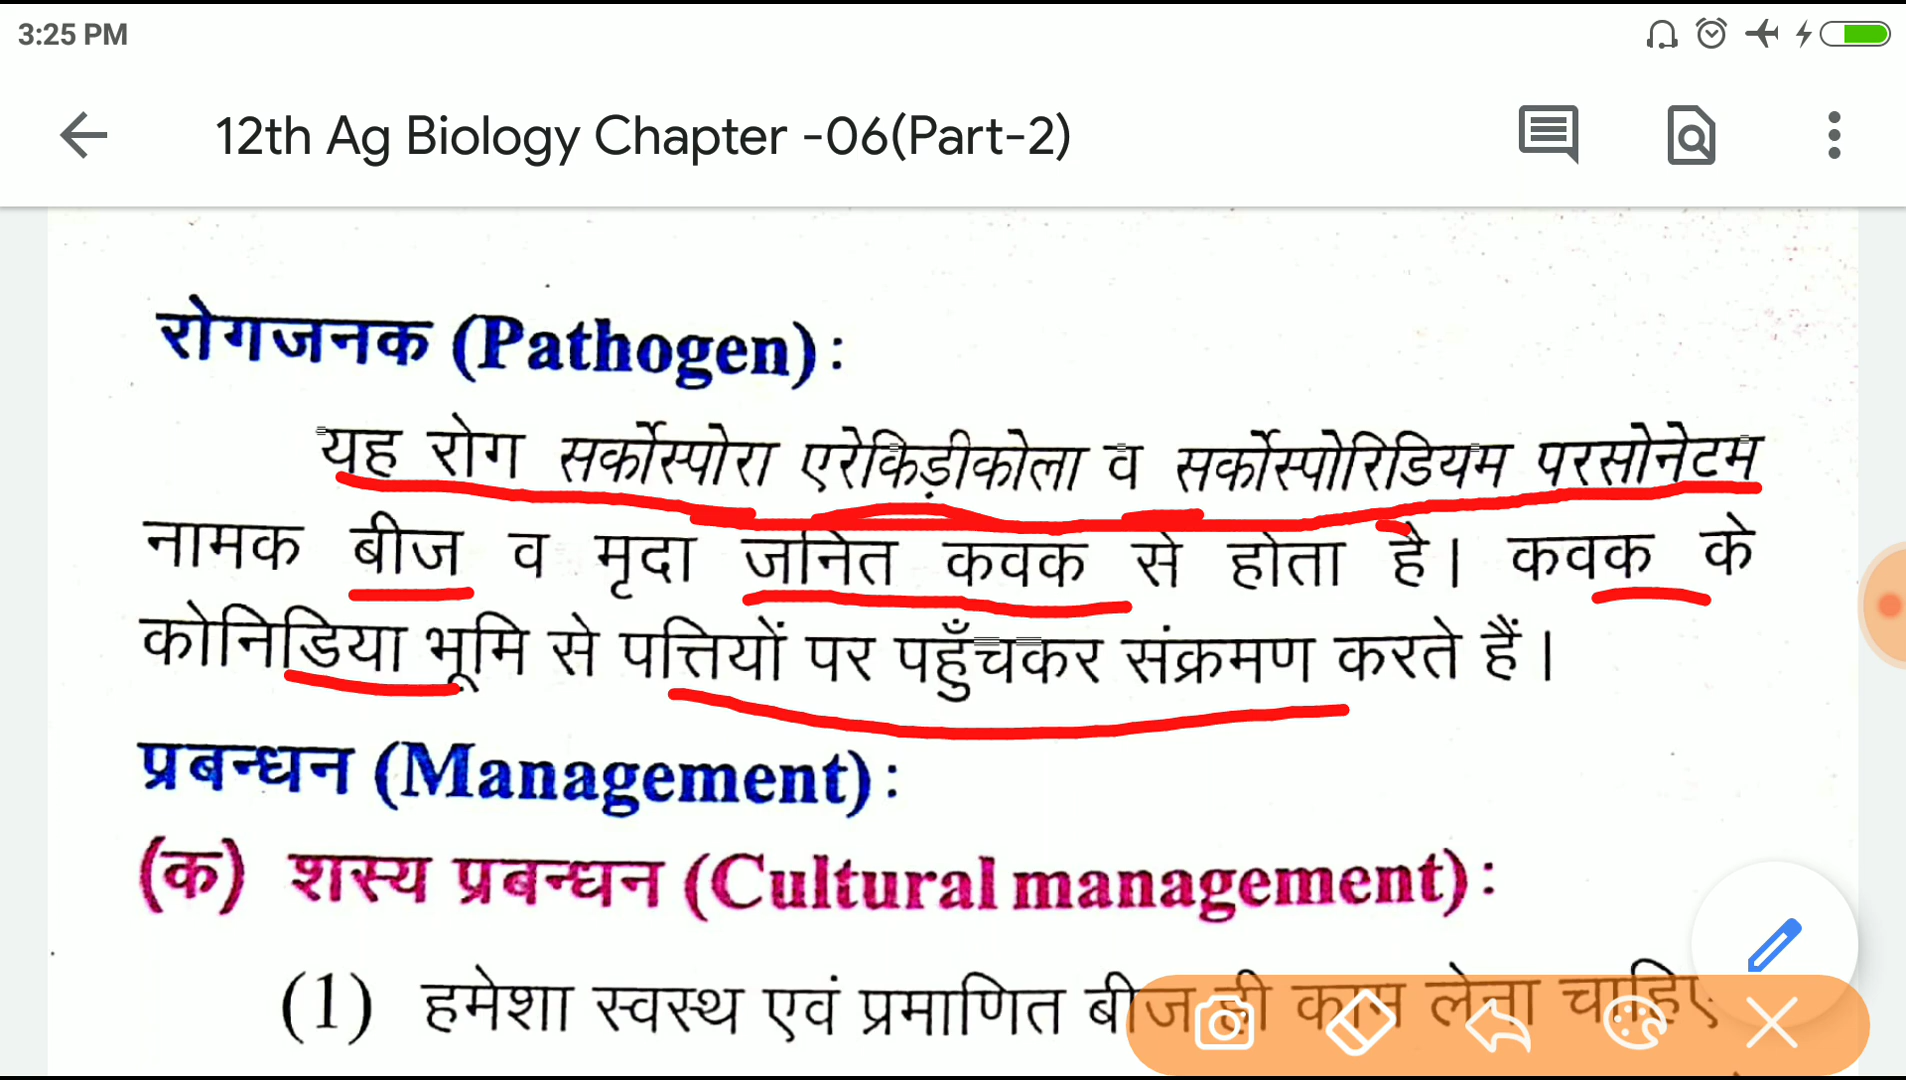 3:25 PM
12th Ag Biology Chapter -06(Part-2)
रोगजनक (Pathogen) :
यह रोग सर्कोस्पोरा एरेकिड़ीकोला व सर्कोस्पोरिडियम परसोनेटम
नामक बीज व मृदा जनित कवक से होता है। कवक के
कोनिडिया भूमि से पत्तियों पर पहुँचकर संक्रमण करते हैं।
प्रबन्धन (Management) :
(क) शस्य प्रबन्धन (Cultural management) :
(1) हमेशा स्वस्थ एवं प्रमाणित बीज ही काम लेना चाहिए